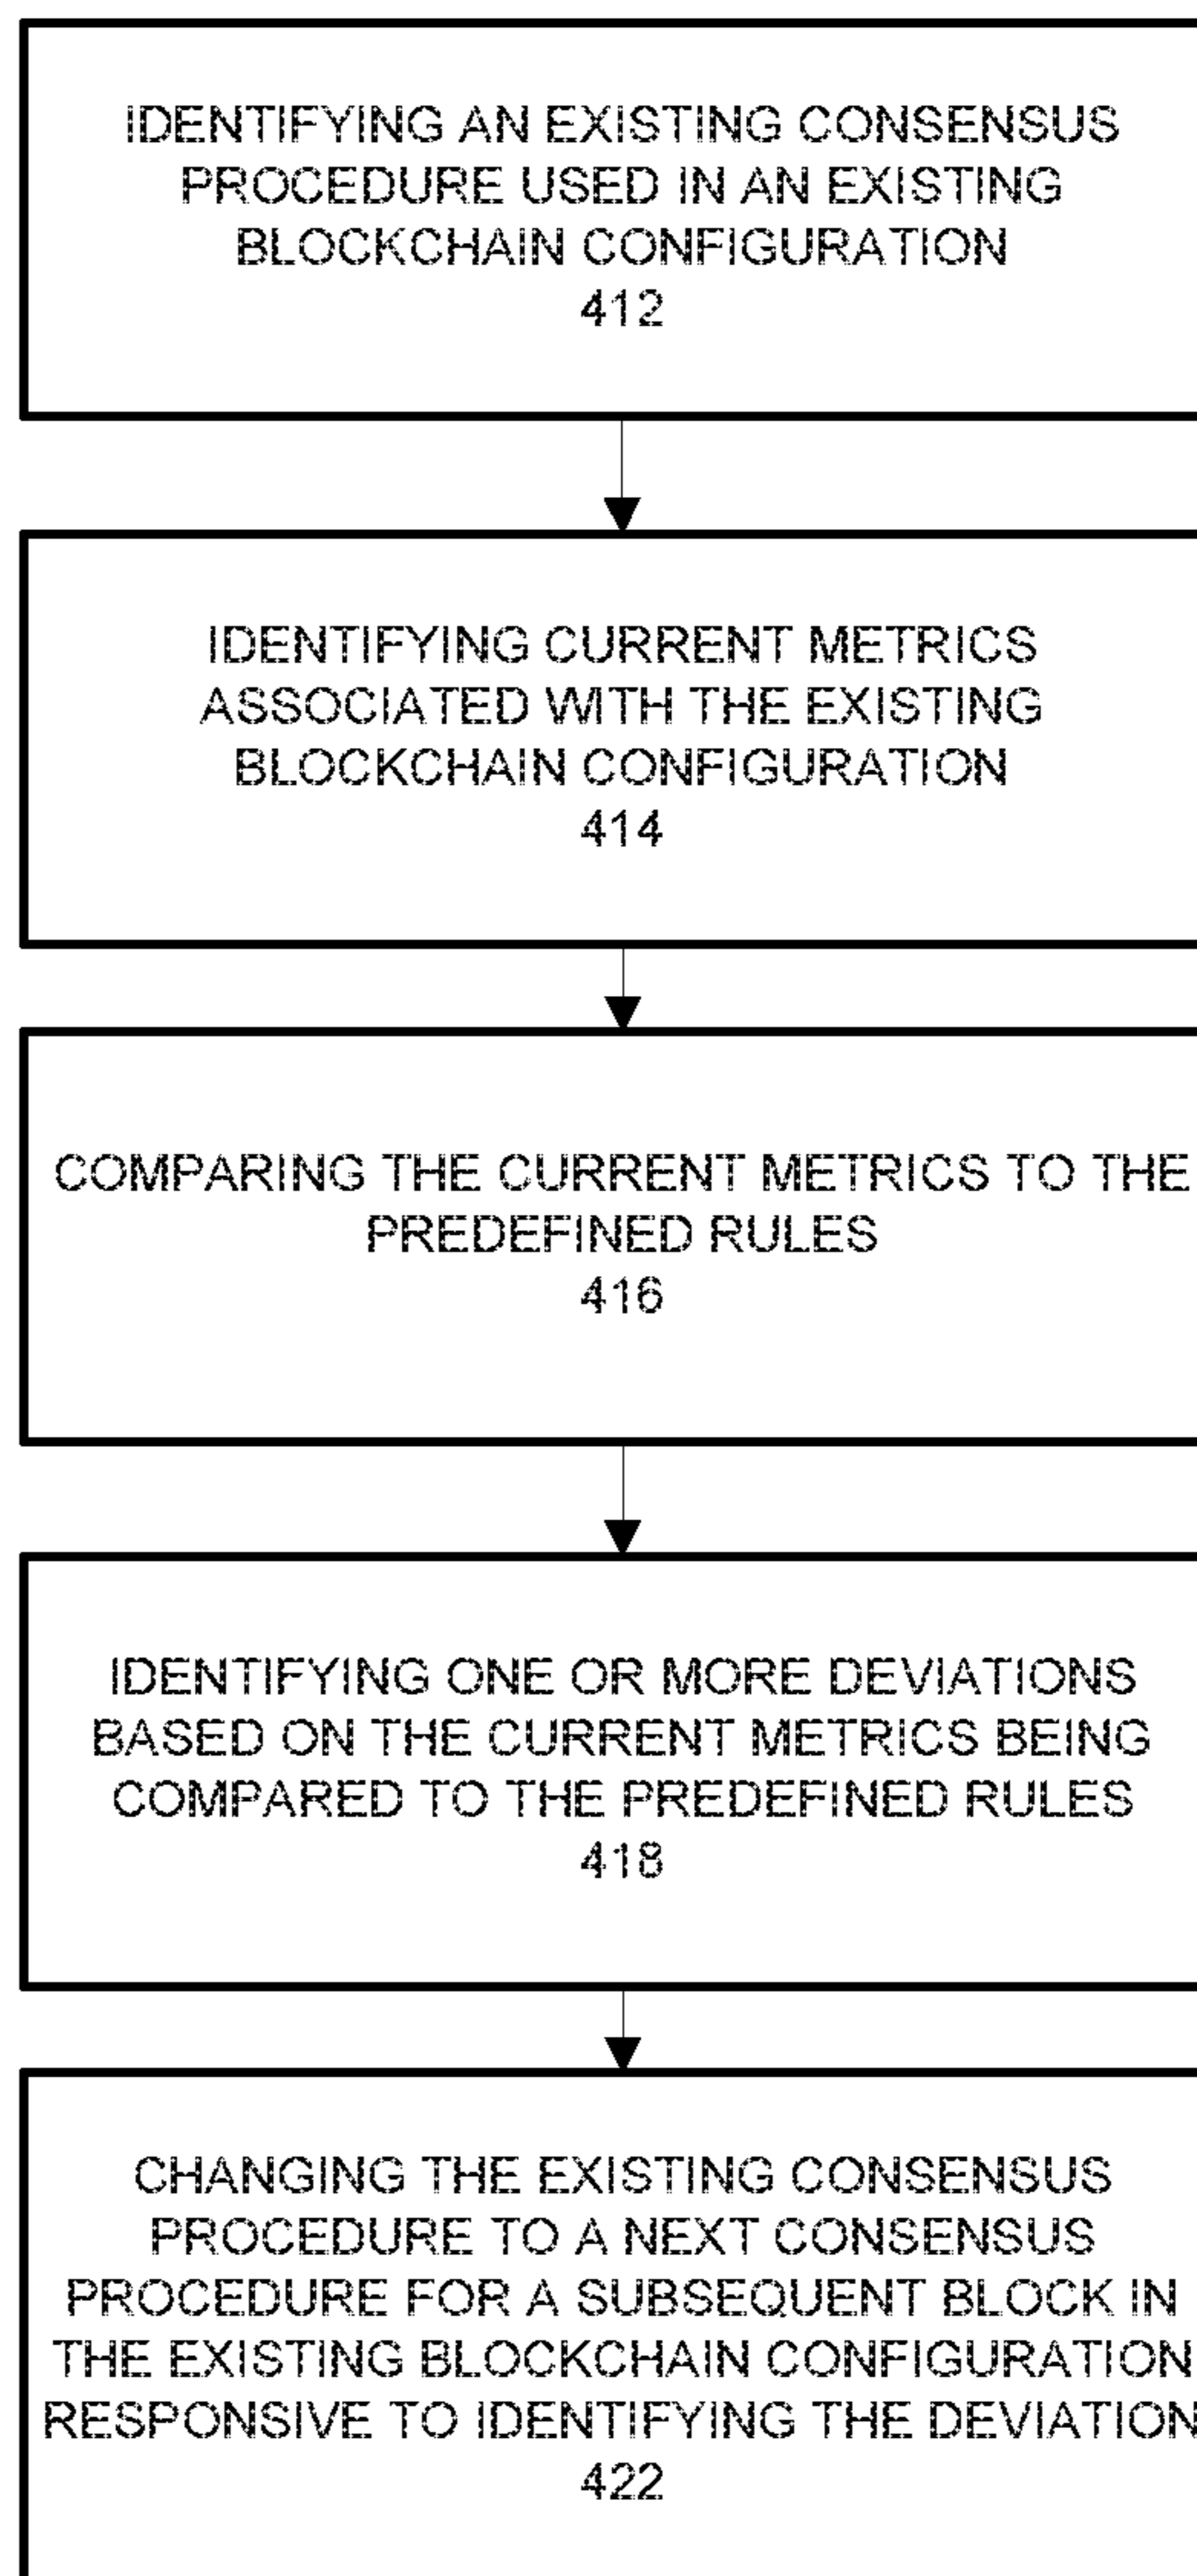 IDENTIFYING AN EXISTING CONSENSUS
PROCEDURE USED IN AN EXISTING
BLOCKCHAIN CONFIGURATION
412
IDENTIFYING CURRENT METRICS
ASSOCIATED WITH THE EXISTING
BLOCKCHAIN CONFIGURATION
414
COMPARING THE CURRENT METRICS TO THE
PREDEFINED RULES
416
IDENTIFYING ONE OR MORE DEVIATIONS
BASED ON THE CURRENT METRICS BEING
COMPARED TO THE PREDEFINED RULES
418
CHANGING THE EXISTING CONSENSUS
PROCEDURE TO A NEXT CONSENSUS
PROCEDURE FOR A SUBSEQUENT BLOCK IN
THE EXISTING BLOCKCHAIN CONFIGURATION
RESPONSIVE TO IDENTIFYING THE DEVIATION
422